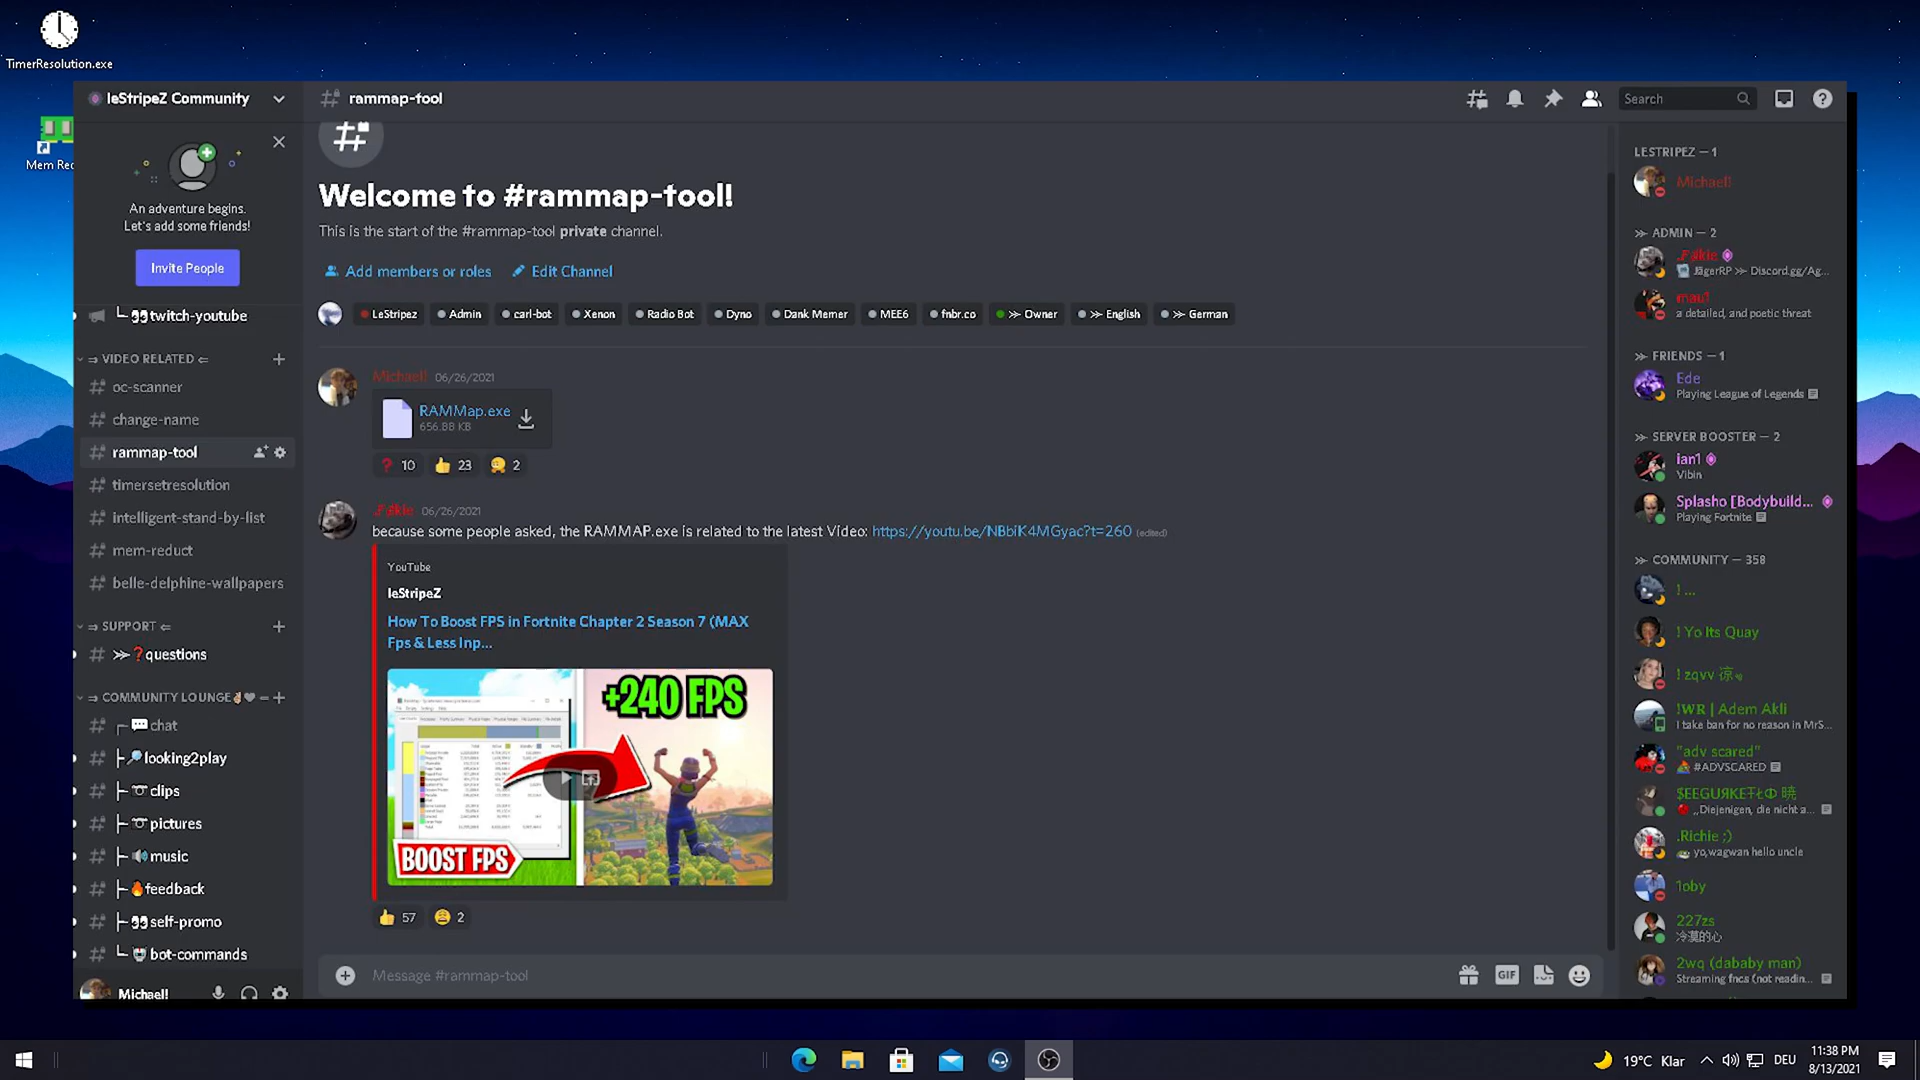 TimerResolution.exe
Mem Rec
leStripeZ Community
An adventure begins.
Let's add some friends!
Invite People
twitch-youtube
VIDEO RELATED
oc-scanner
change-name
rammap-tool
timersetresolution
intelligent-stand-by-list
mem-reduct
belle-delphine-wallpapers
SUPPORT
questions
COMMUNITY LOUNGE
chat
looking2play
clips
pictures
music
feedback
self-promo
bot-commands
Michael!
rammap-tool
Search
Welcome to #rammap-tool!
This is the start of the #rammap-tool private channel.
Add members or roles Edit Channel
LeStripez Admin carl-bot Xenon Radio Bot Dyno Dank Memer MEE6 fnbr.co >> Owner >> English >> German
Michael! 06/26/2021
RAMMap.exe
656.88 KB
10 23 2
06/26/2021
because some people asked, the RAMMAP.exe is related to the latest Video: https://youtu.be/NBbiK4MGyac?t=260 (edited)
YouTube
leStripeZ
How To Boost FPS in Fortnite Chapter 2 Season 7 (MAX
Fps & Less Inp...
+240 FPS
BOOST FPS
57 2
Message #rammap-tool
GIF
LESTRIPEZ — 1
Michael!
>> ADMIN — 2
gerRP >> Discord.gg/Ag...
mau1
a detailed, and poetic threat
>> FRIENDS — 1
Ede
Playing League of Legends
>> SERVER BOOSTER — 2
ian1
Vibin
Splasho [Bodybuild...
Playing Fortnite
>> COMMUNITY — 358
! ...
! Yo Its Quay
! zqvv
!WR | Adem Akli
I take ban for no reason in MrS...
"adv scared"
#ADVSCARED
,,Diejenigen, die nicht a...
.Richie ;)
yo,wagwan hello uncle
1oby
227zs
冷漠的心
2wq (dababy man)
Streaming fncs (not readin...
19°C Klar
DEU
11:38 PM
8/13/2021